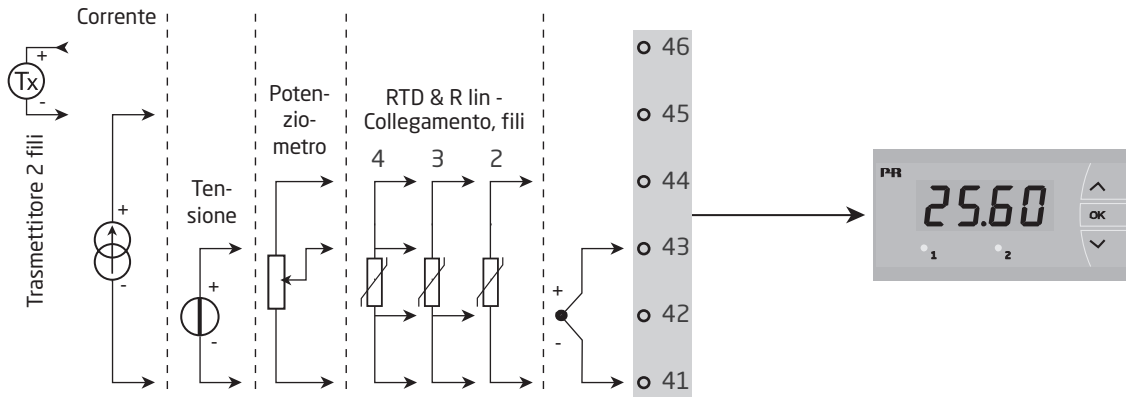 Corrente
+
Tx
-
Trasmettitore 2 fili
+
-
Ten-
sione
+
-
Poten-
zio-
metro
RTD & R lin -
Collegamento, fili
4 3 2
+
-
46
45
44
43
42
41
PR
25.60
OK
1 2